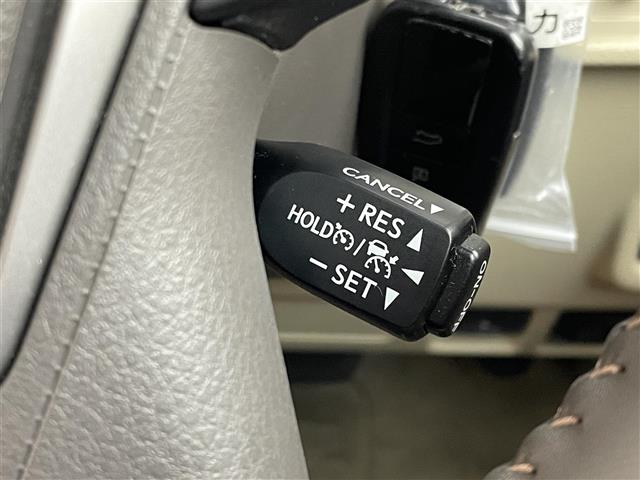 カ
CANCEL▼
+ RES ▲
HOLD / ◀
− SET ▼
ON-OFF